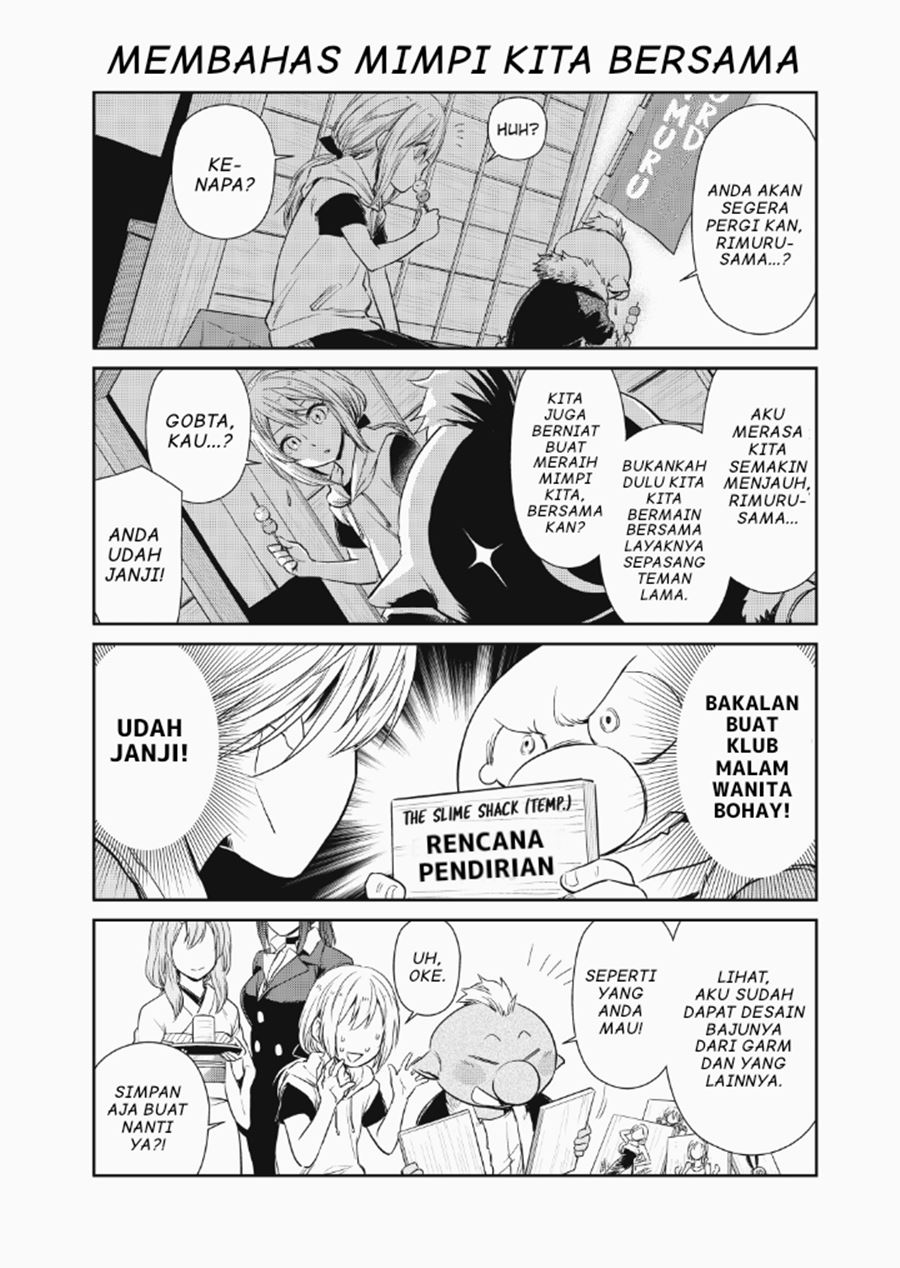 MEMBAHAS MIMPI KITA BERSAMA
ANDA AKAN
SEGERA
PERGI KAN,
RIMURU-
SAMA...?
HUH?
KE-
NAPA?
MURU
AKU
MERASA
KITA
SEMAKIN
MENJAUH,
RIMURU-
SAMA...
BUKANKAH
DULU KITA
KITA
BERMAIN
BERSAMA
LAYAKNYA
SEPASANG
TEMAN
LAMA.
KITA
JUGA
BERNIAT
BUAT
MERAIH
MIMPI
KITA,
BERSAMA
KAN?
GOBTA,
KAU...?
ANDA
UDAH
JANJI!
BAKALAN
BUAT
KLUB
MALAM
WANITA
BOHAY!
UDAH
JANJI!
THE SLIME SHACK (TEMP.)
RENCANA
PENDIRIAN
LIHAT,
AKU SUDAH
DAPAT DESAIN
BAJUNYA
DARI GARM
DAN YANG
LAINNYA.
SEPERTI
YANG
ANDA
MAU!
UH,
OKE.
SIMPAN
AJA BUAT
NANTI
YA?!